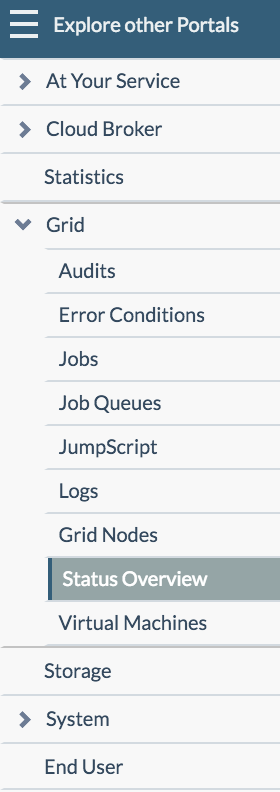 Explore other Portals
At Your Service
Cloud Broker
Statistics
Grid
Audits
Error Conditions
Jobs
Job Queues
JumpScript
Logs
Grid Nodes
Status Overview
Virtual Machines
Storage
System
End User